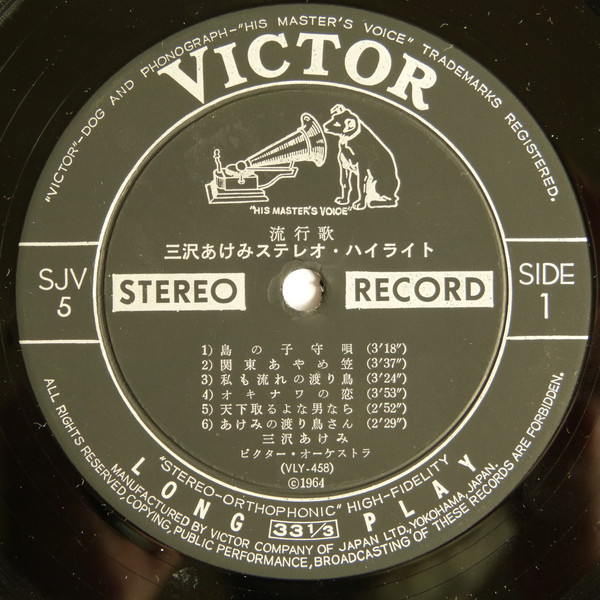 "VICTOR"-DOG AND PHONOGRAPH-"HIS MASTER'S VOICE" TRADEMARKS REGISTERED.
VICTOR
"HIS MASTER'S VOICE"
流行歌
三沢あけみステレオ・ハイライト
SJV
5
STEREO
RECORD
SIDE
1
1) 島の子守唄 (3'18")
2) 関東あやめ笠 (3'37")
3) 私も流れの渡り鳥 (3'24")
4) オキナワの恋 (3'53")
5) 天下取るよな男なら (2'52")
6) あけみの渡り鳥さん (2'29")
三沢あけみ
ビクター・オーケストラ
(VLY-458)
©1964
"STEREO-ORTHOPHONIC" HIGH-FIDELITY
LONG 33 1/3 PLAY
MANUFACTURED BY VICTOR COMPANY OF JAPAN LTD., YOKOHAMA, JAPAN.
ALL RIGHTS RESERVED. COPYING, PUBLIC PERFORMANCE, BROADCASTING OF THESE RECORDS ARE FORBIDDEN.